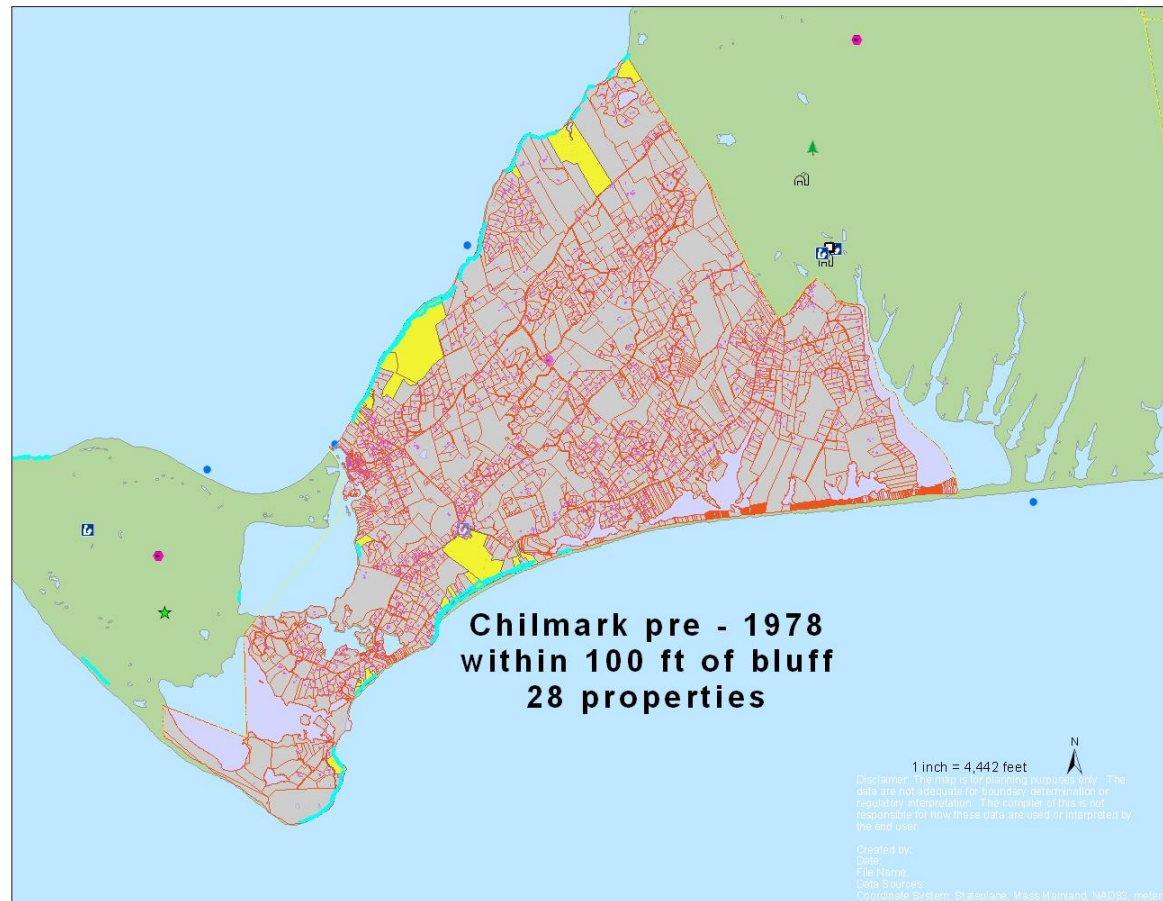 Chilmark pre - 1978
within 100 ft of bluff
28 properties
N
1 inch = 4,442 feet
Disclaimer: The map is for planning purposes only. The
data are not adequate for boundary determination or
regulatory interpretation. The compiler of this is not
responsible for how these data are used or interpreted by
the end user.
Created by:
Date:
File Name:
Data Sources:
Coordinate System: Stateplane, Mass Mainland, NAD83, meter